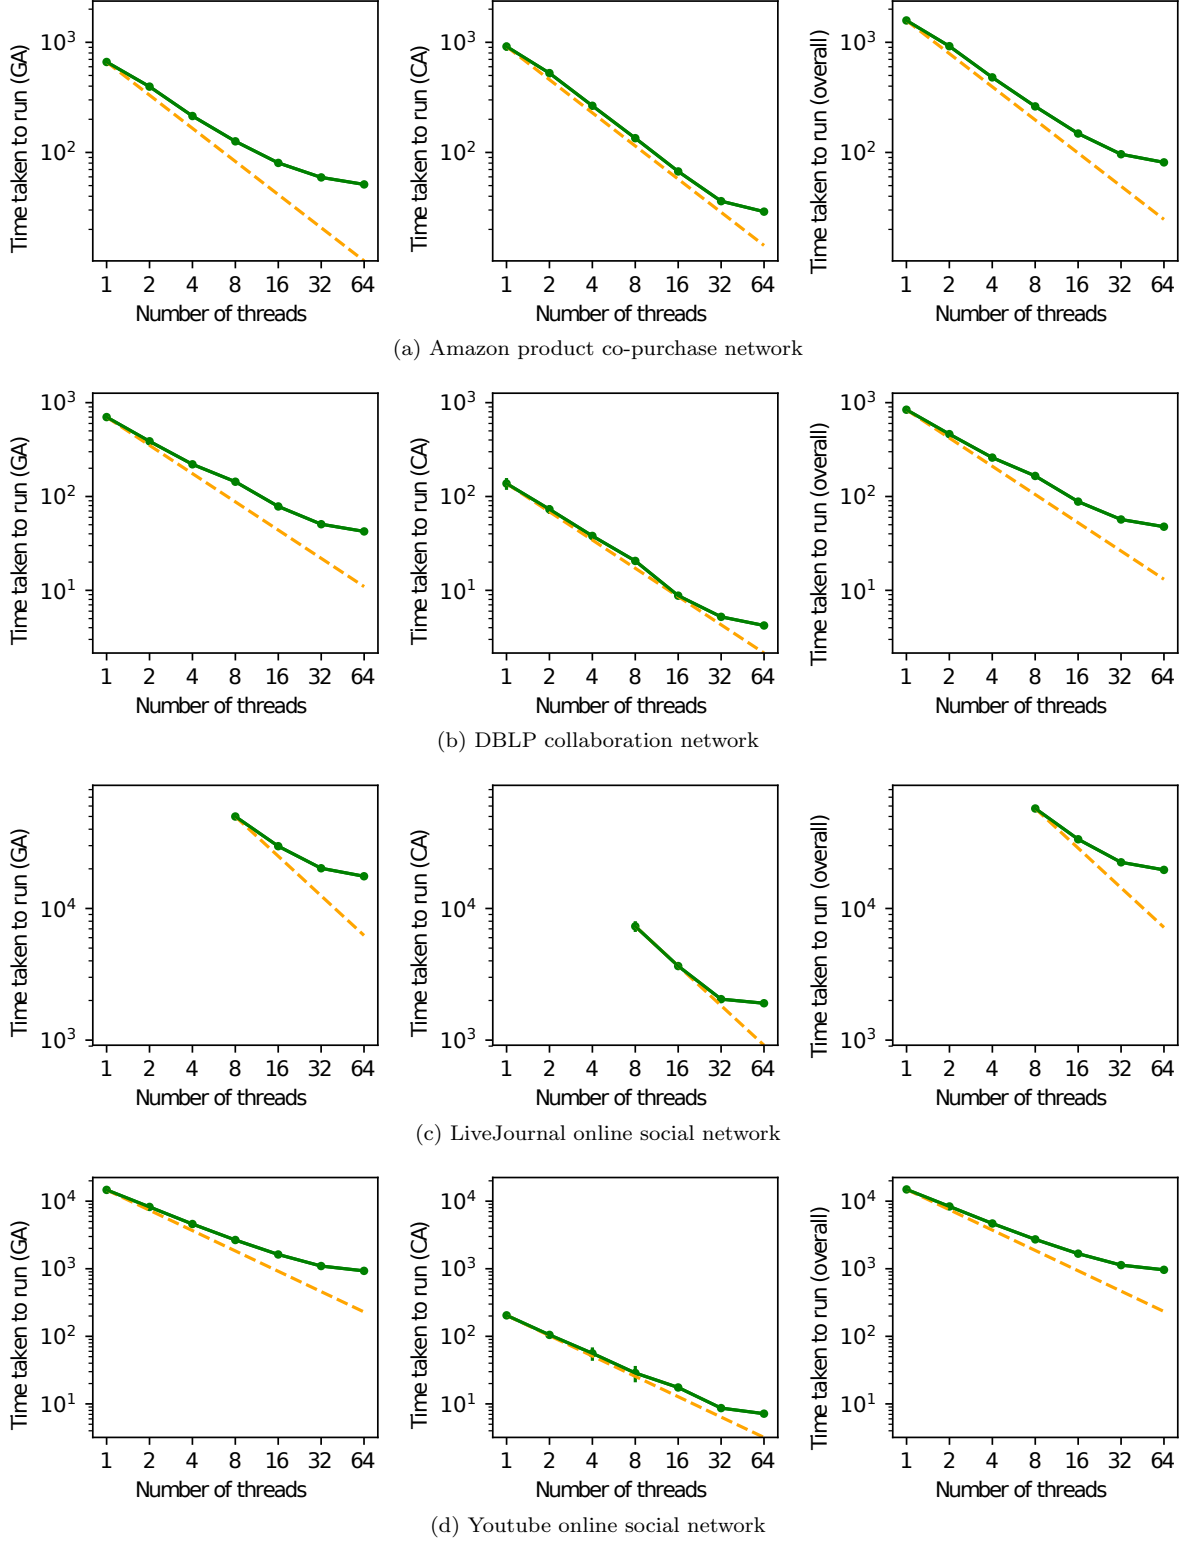 10³
10²
Time taken to run (GA)
1 2 4 8 16 32 64
Number of threads
10³
10²
Time taken to run (CA)
1 2 4 8 16 32 64
Number of threads
10³
10²
Time taken to run (overall)
1 2 4 8 16 32 64
Number of threads
(a) Amazon product co-purchase network
10³
10²
10¹
Time taken to run (GA)
1 2 4 8 16 32 64
Number of threads
10³
10²
10¹
Time taken to run (CA)
1 2 4 8 16 32 64
Number of threads
10³
10²
10¹
Time taken to run (overall)
1 2 4 8 16 32 64
Number of threads
(b) DBLP collaboration network
10⁴
10³
Time taken to run (GA)
1 2 4 8 16 32 64
Number of threads
10⁴
10³
Time taken to run (CA)
1 2 4 8 16 32 64
Number of threads
10⁴
10³
Time taken to run (overall)
1 2 4 8 16 32 64
Number of threads
(c) LiveJournal online social network
10⁴
10³
10²
10¹
Time taken to run (GA)
1 2 4 8 16 32 64
Number of threads
10⁴
10³
10²
10¹
Time taken to run (CA)
1 2 4 8 16 32 64
Number of threads
10⁴
10³
10²
10¹
Time taken to run (overall)
1 2 4 8 16 32 64
Number of threads
(d) Youtube online social network